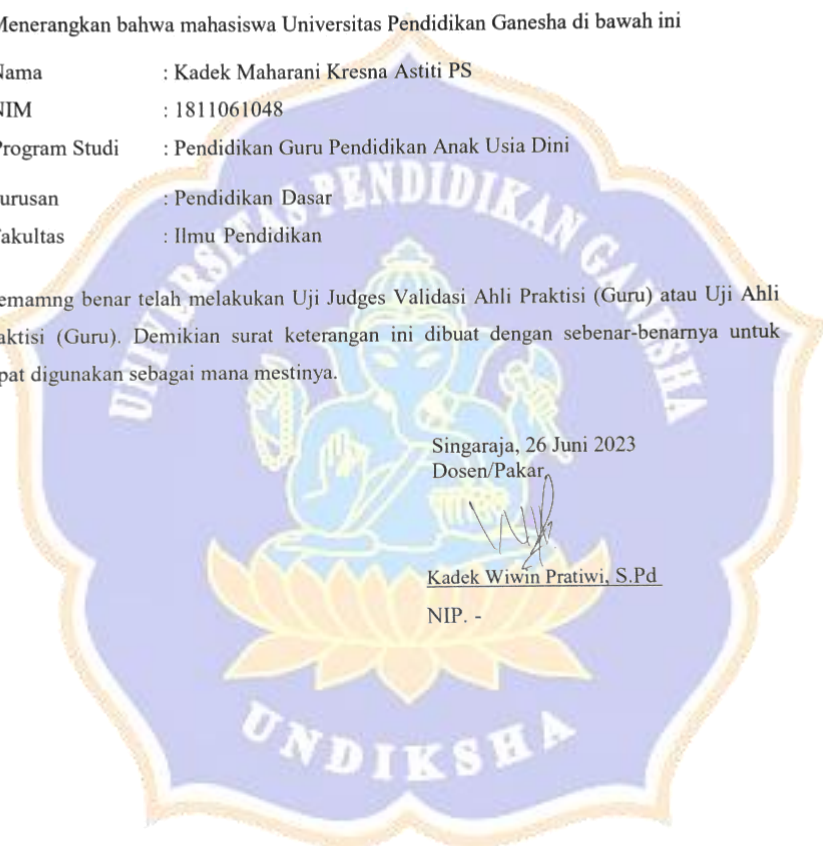 Menerangkan bahwa mahasiswa Universitas Pendidikan Ganesha di bawah ini
Nama : Kadek Maharani Kresna Astiti PS
NIM : 1811061048
Program Studi : Pendidikan Guru Pendidikan Anak Usia Dini
urusan : Pendidikan Dasar
Fakultas : Ilmu Pendidikan
emamng benar telah melakukan Uji Judges Validasi Ahli Praktisi (Guru) atau Uji Ahli
aktisi (Guru). Demikian surat keterangan ini dibuat dengan sebenar-benarnya untuk
pat digunakan sebagai mana mestinya.
Singaraja, 26 Juni 2023
Dosen/Pakar
Kadek Wiwin Pratiwi, S.Pd
NIP. -
UNIVERSITAS PENDIDIKAN GANESHA
UNDIKSHA